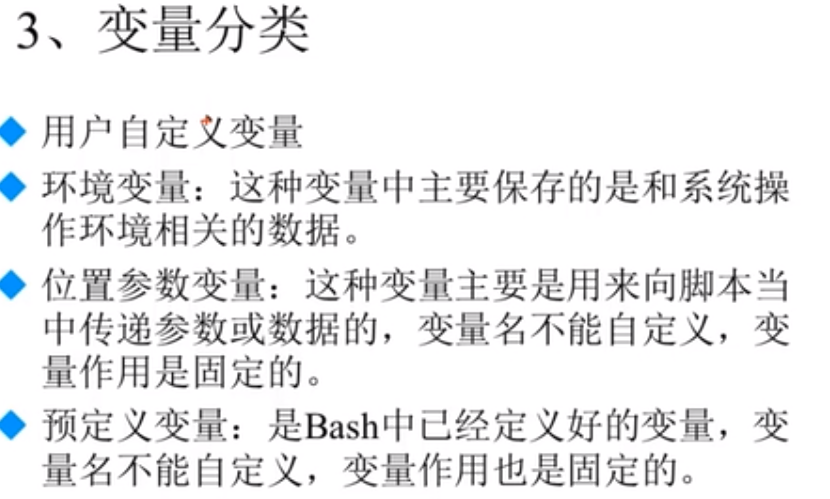 3、变量分类
用户自定义变量
环境变量：这种变量中主要保存的是和系统操
作环境相关的数据。
位置参数变量：这种变量主要是用来向脚本当
中传递参数或数据的，变量名不能自定义，变
量作用是固定的。
预定义变量：是Bash中已经定义好的变量，变
量名不能自定义，变量作用也是固定的。